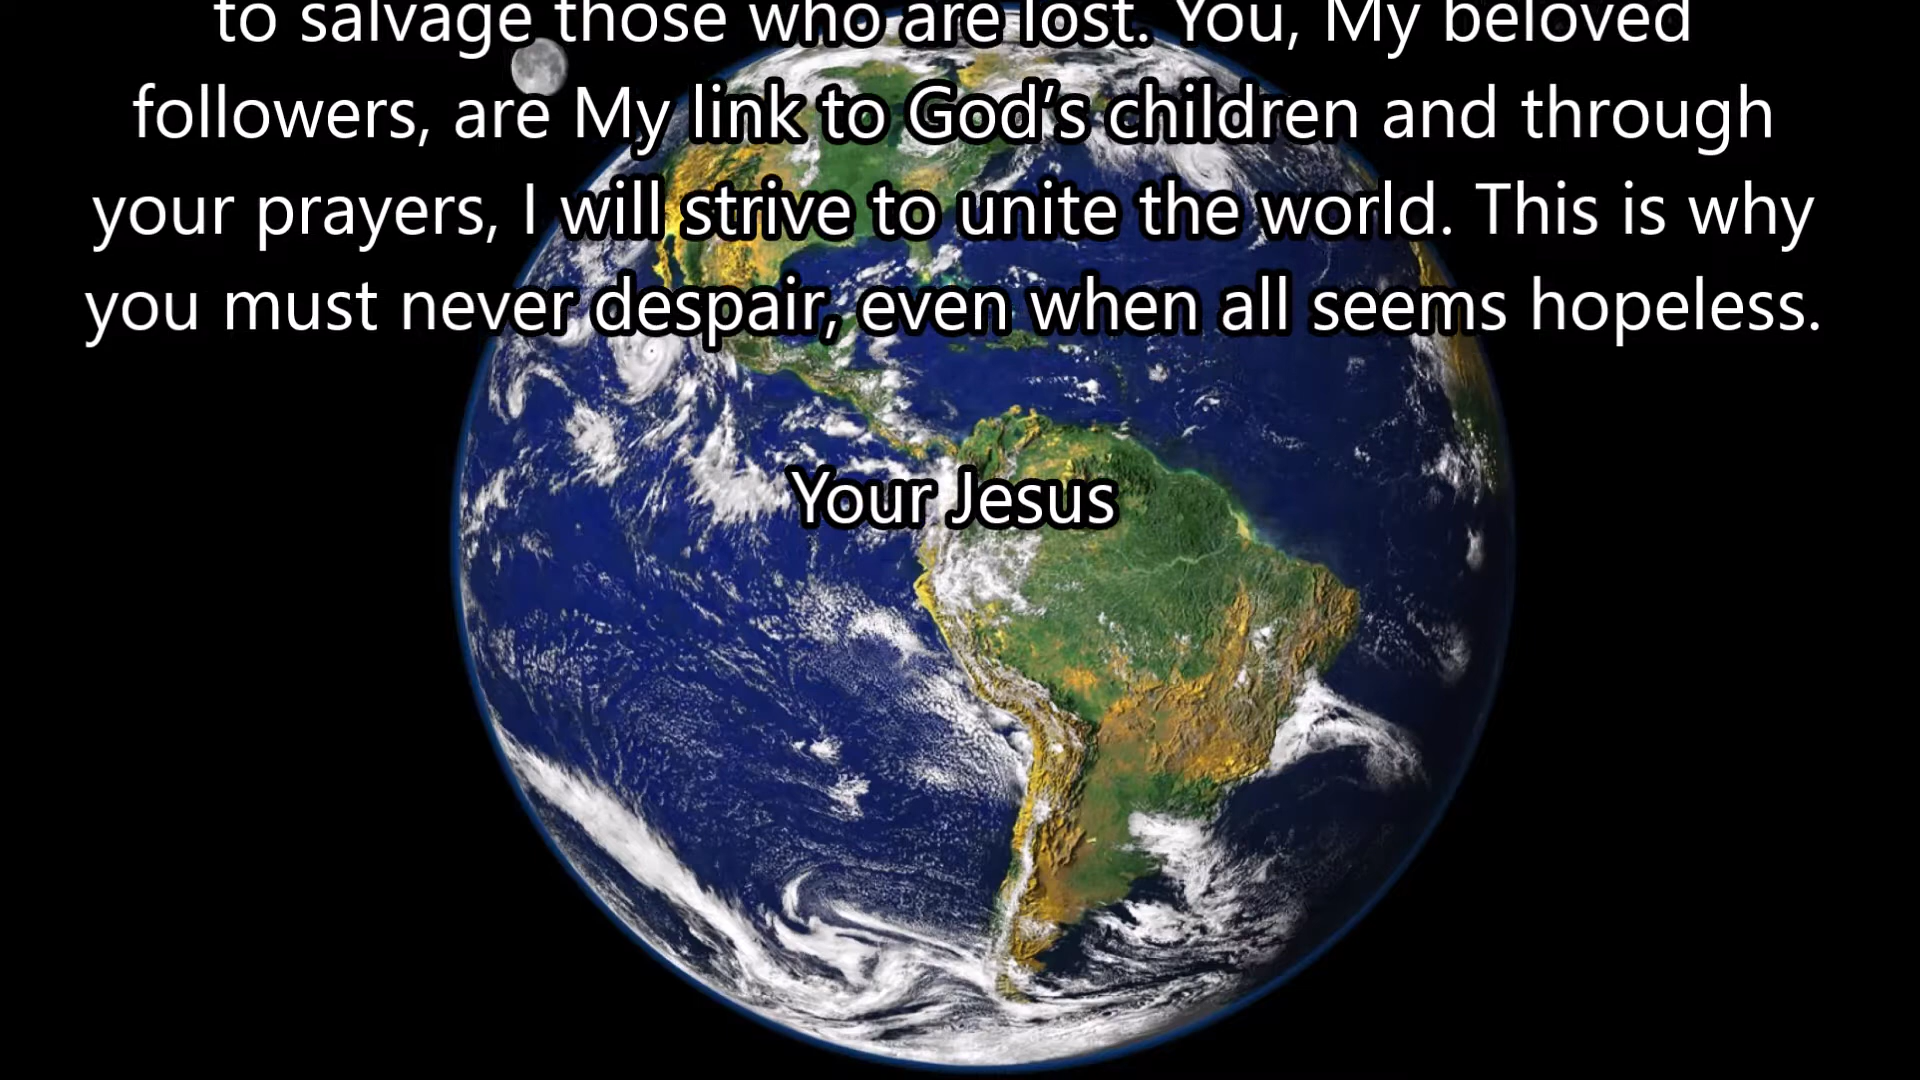 to salvage those who are lost. You, My beloved
followers, are My link to God’s children and through
your prayers, I will strive to unite the world. This is why
you must never despair, even when all seems hopeless.
Your Jesus